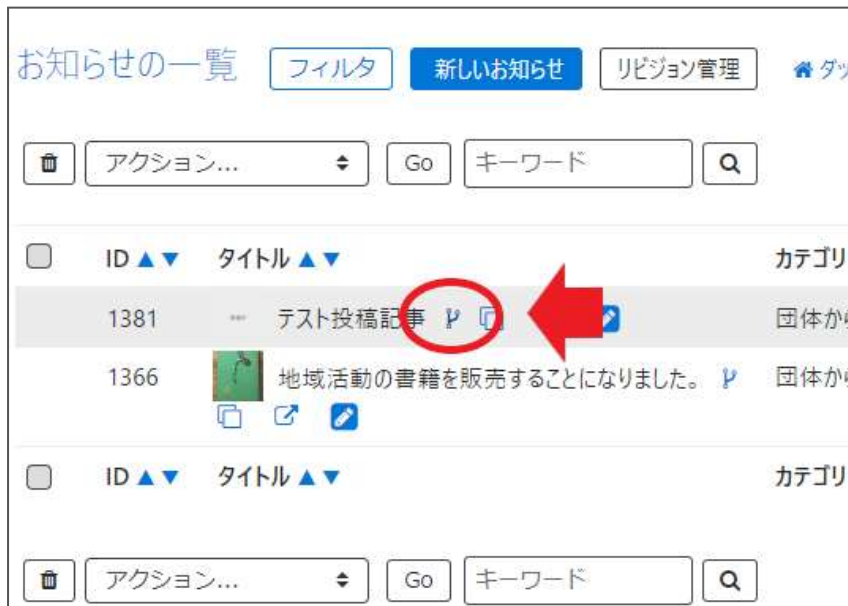 お知らせの一覧 フィルタ 新しいお知らせ リビジョン管理 ダッ
アクション... Go キーワード
ID▲▼ タイトル▲▼ カテゴリ
1381 テスト投稿記事 団体か
1366 地域活動の書籍を販売することになりました。 団体か
ID▲▼ タイトル▲▼ カテゴリ
アクション... Go キーワード